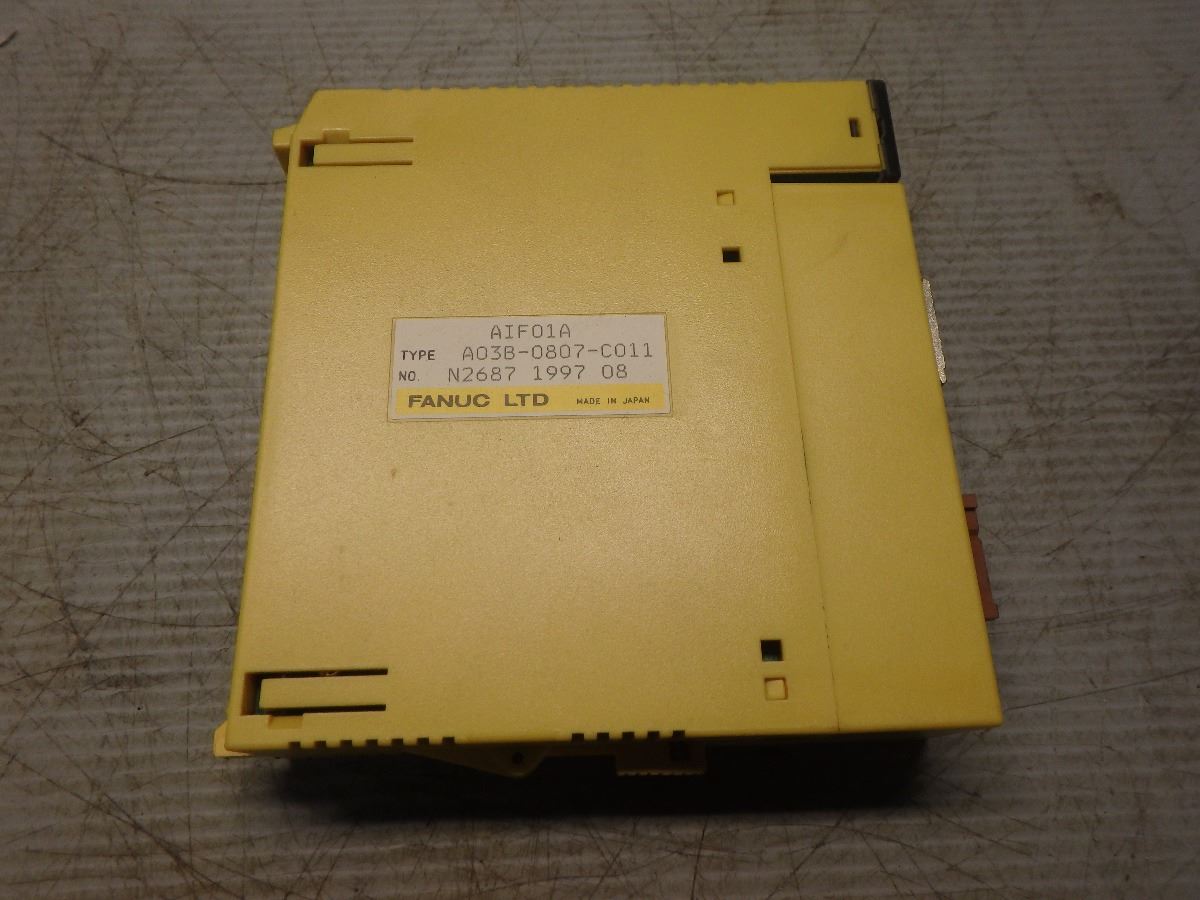 AIF01A
TYPE A03B-0807-C011
NO. N2687 1997 08
FANUC LTD MADE IN JAPAN